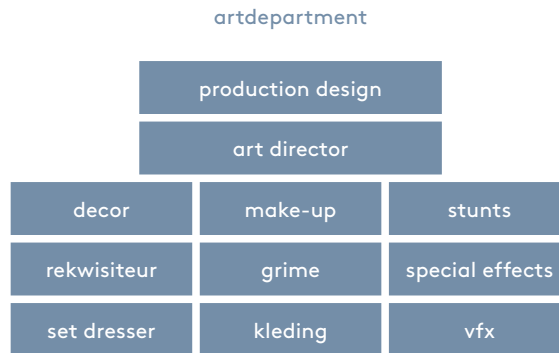 artdepartment
production design
art director
decor make-up stunts
rekwisiteur grime special effects
set dresser kleding vfx